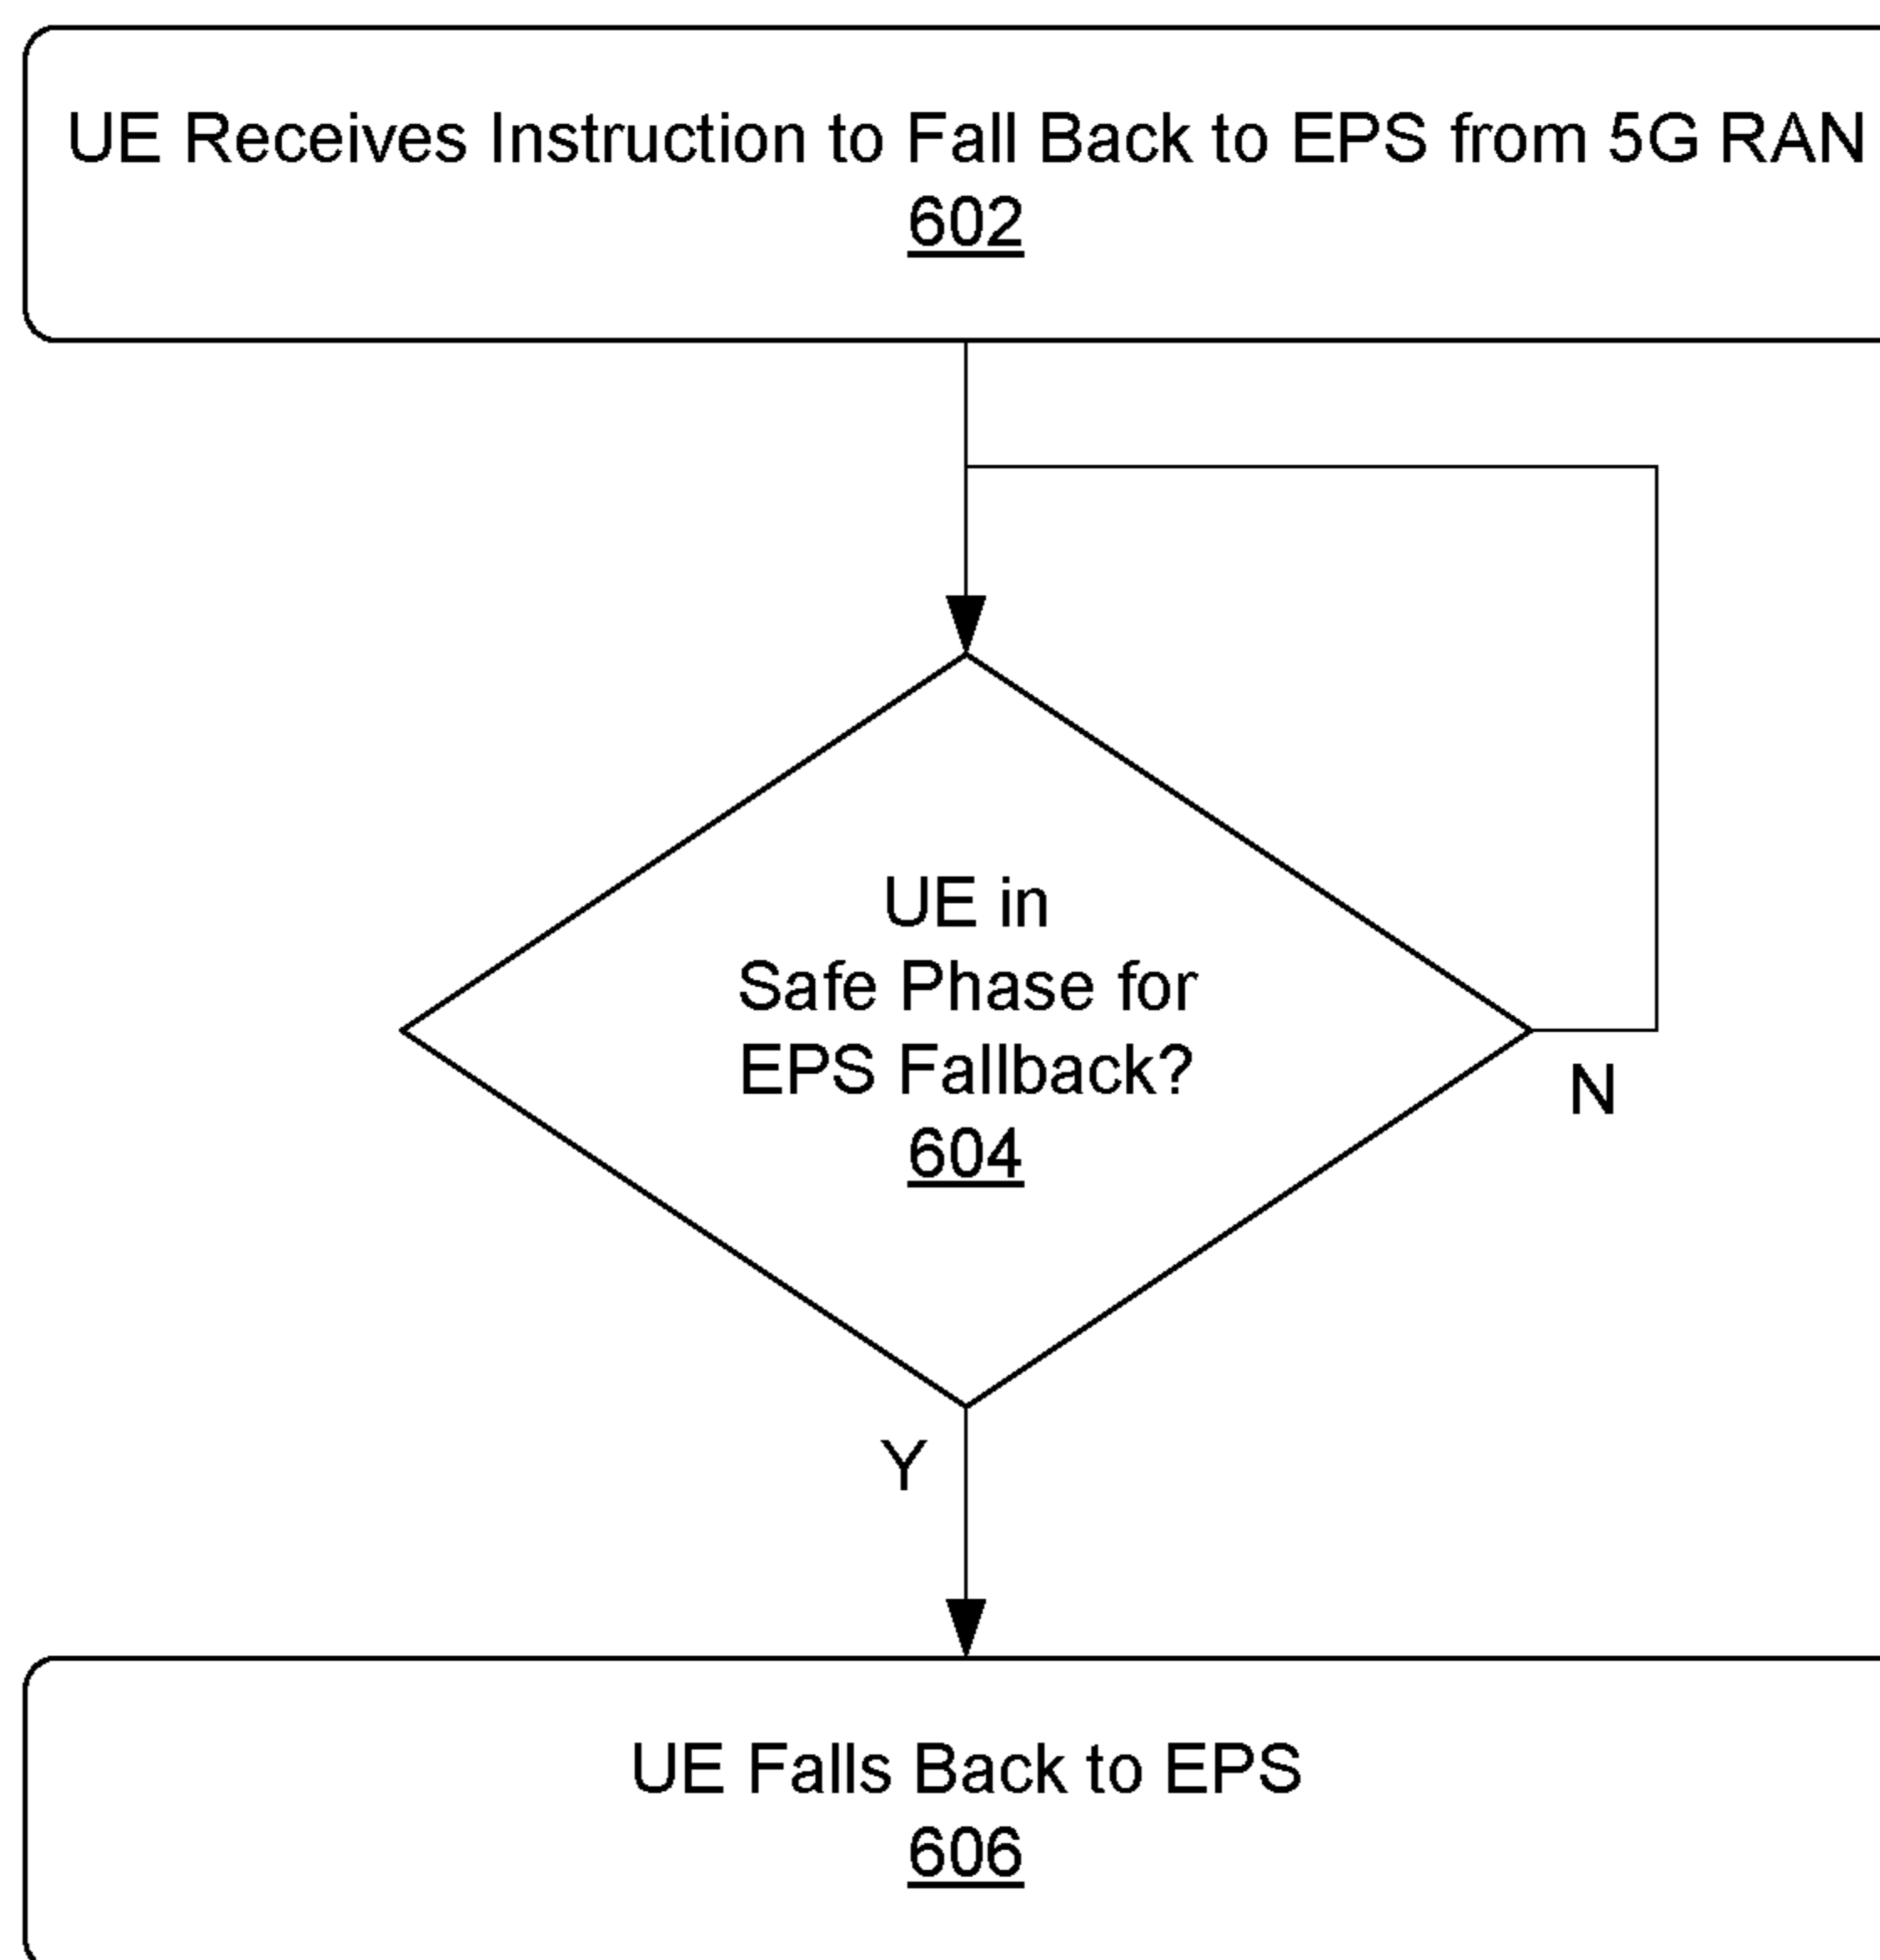 UE Receives Instruction to Fall Back to EPS from 5G RAN
602
UE in
Safe Phase for
EPS Fallback?
604
N
Y
UE Falls Back to EPS
606